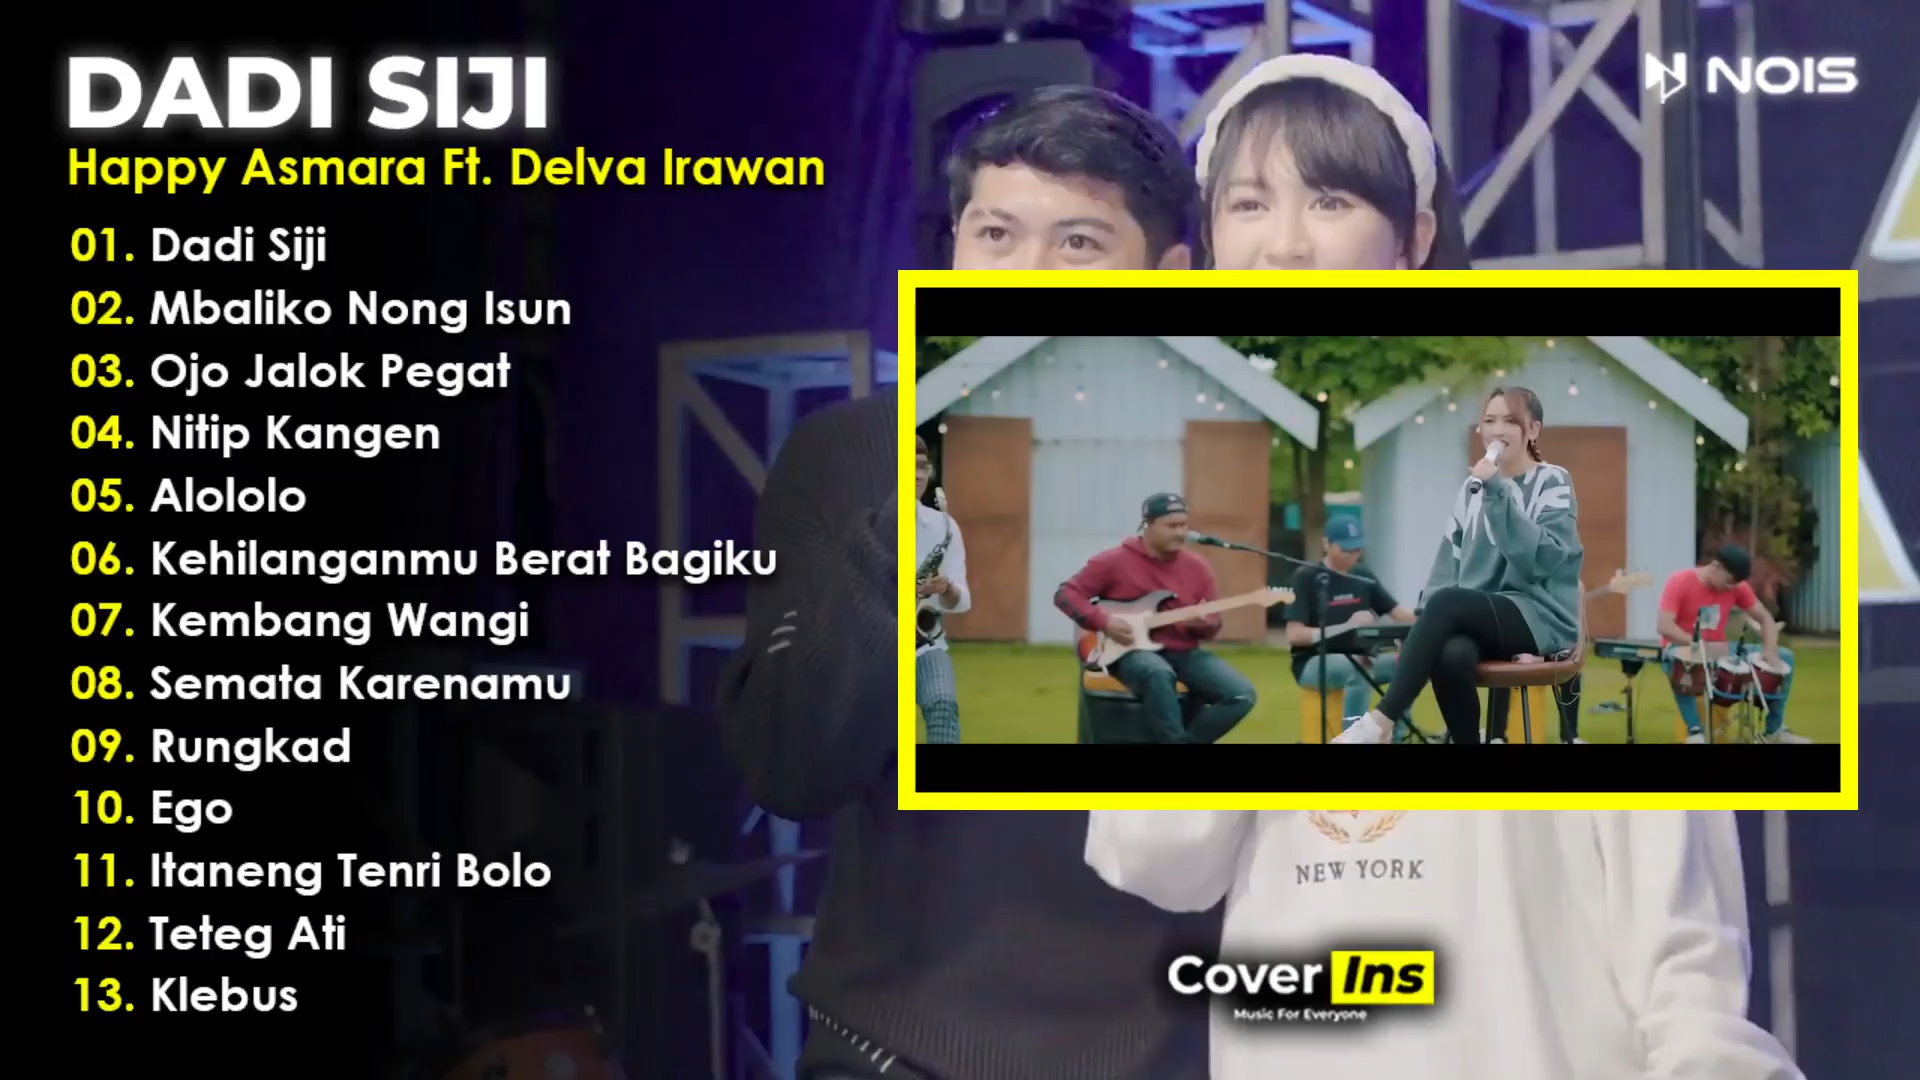 DADI SIJI
Happy Asmara Ft. Delva Irawan
01. Dadi Siji
02. Mbaliko Nong Isun
03. Ojo Jalok Pegat
04. Nitip Kangen
05. Alololo
06. Kehilanganmu Berat Bagiku
07. Kembang Wangi
08. Semata Karenamu
09. Rungkad
10. Ego
11. Itaneng Tenri Bolo
12. Teteg Ati
13. Klebus
NOIS
NEW YORK
Cover Ins
Music For Everyone